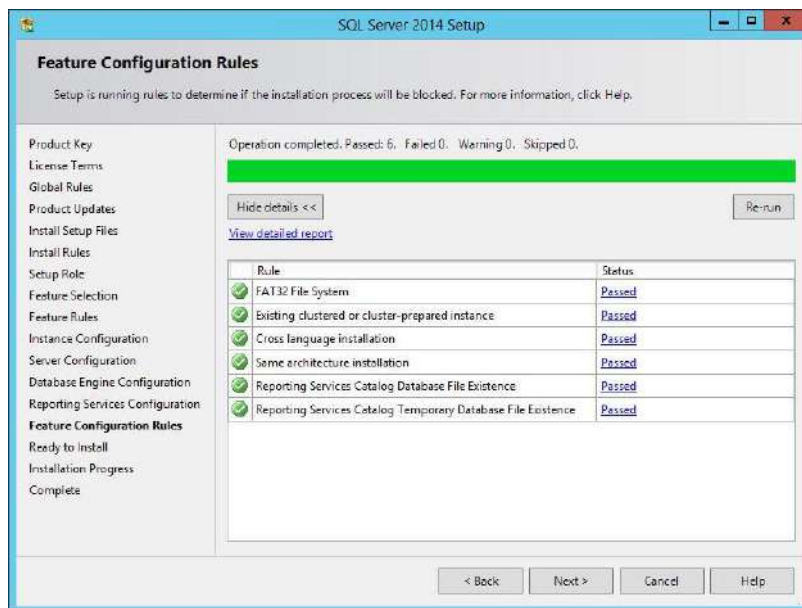 SQL Server 2014 Setup
Feature Configuration Rules
Setup is running rules to determine if the installation process will be blocked. For more information, click Help.
Product Key
License Terms
Global Rules
Product Updates
Install Setup Files
Install Rules
Setup Role
Feature Selection
Feature Rules
Instance Configuration
Server Configuration
Database Engine Configuration
Reporting Services Configuration
Feature Configuration Rules
Ready to Install
Installation Progress
Complete
Operation completed. Passed: 6. Failed 0. Warning 0. Skipped 0.
Hide details <<
Re-run
View detailed report
Rule Status
FAT32 File System Passed
Existing clustered or cluster-prepared instance Passed
Cross language installation Passed
Same architecture installation Passed
Reporting Services Catalog Database File Existence Passed
Reporting Services Catalog Temporary Database File Existence Passed
< Back Next > Cancel Help